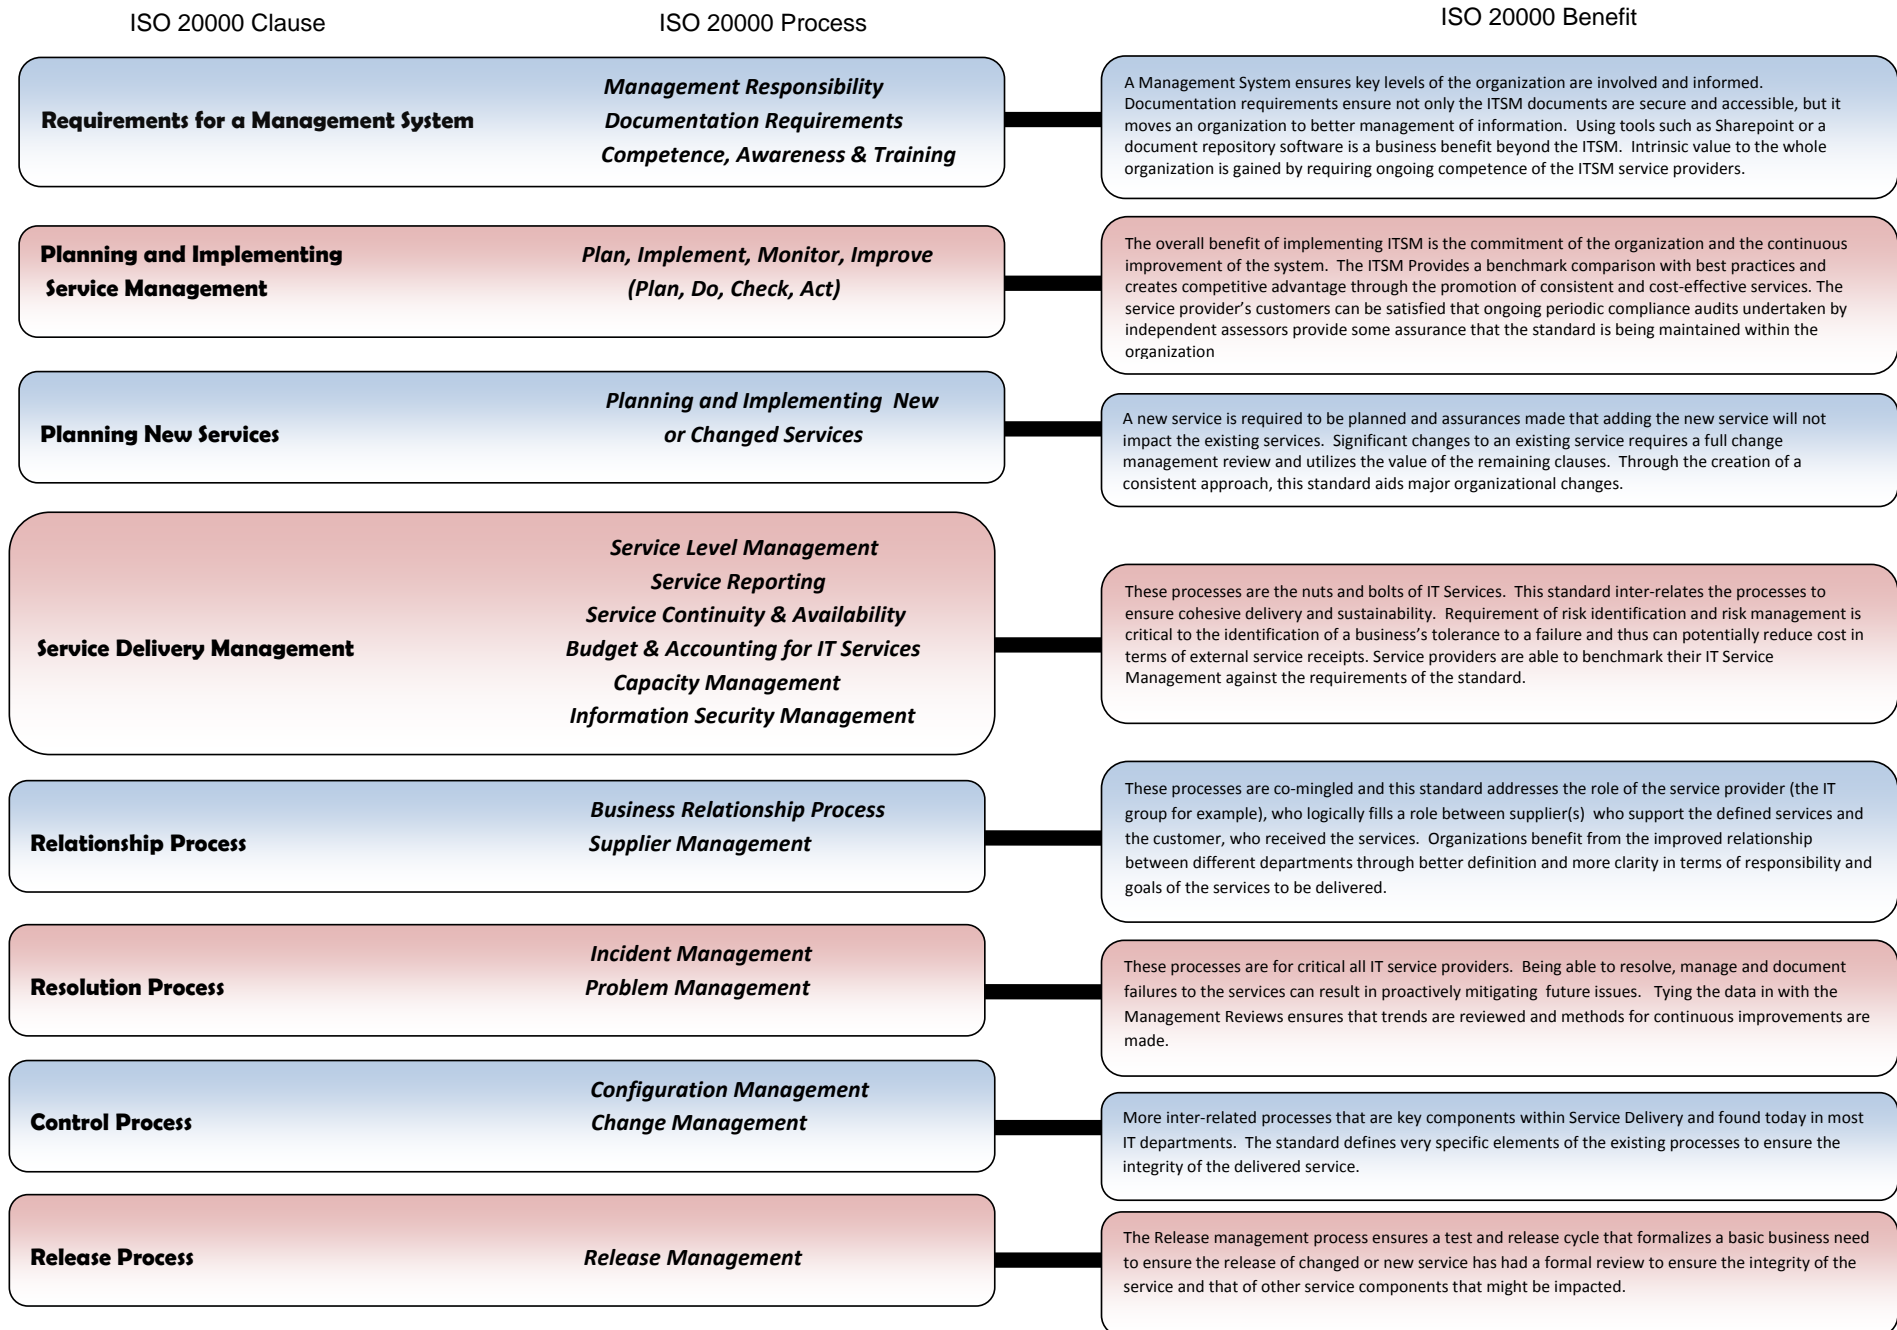 ISO 20000 Clause
ISO 20000 Process
ISO 20000 Benefit
Requirements for a Management System
Management Responsibility
Documentation Requirements
Competence, Awareness & Training
A Management System ensures key levels of the organization are involved and informed.
Documentation requirements ensure not only the ITSM documents are secure and accessible, but it
moves an organization to better management of information. Using tools such as Sharepoint or a
document repository software is a business benefit beyond the ITSM. Intrinsic value to the whole
organization is gained by requiring ongoing competence of the ITSM service providers.
Planning and Implementing
Service Management
Plan, Implement, Monitor, Improve
(Plan, Do, Check, Act)
The overall benefit of implementing ITSM is the commitment of the organization and the continuous
improvement of the system. The ITSM Provides a benchmark comparison with best practices and
creates competitive advantage through the promotion of consistent and cost-effective services. The
service provider’s customers can be satisfied that ongoing periodic compliance audits undertaken by
independent assessors provide some assurance that the standard is being maintained within the
organization
Planning New Services
Planning and Implementing New
or Changed Services
A new service is required to be planned and assurances made that adding the new service will not
impact the existing services. Significant changes to an existing service requires a full change
management review and utilizes the value of the remaining clauses. Through the creation of a
consistent approach, this standard aids major organizational changes.
Service Delivery Management
Service Level Management
Service Reporting
Service Continuity & Availability
Budget & Accounting for IT Services
Capacity Management
Information Security Management
These processes are the nuts and bolts of IT Services. This standard inter-relates the processes to
ensure cohesive delivery and sustainability. Requirement of risk identification and risk management is
critical to the identification of a business’s tolerance to a failure and thus can potentially reduce cost in
terms of external service receipts. Service providers are able to benchmark their IT Service
Management against the requirements of the standard.
Relationship Process
Business Relationship Process
Supplier Management
These processes are co-mingled and this standard addresses the role of the service provider (the IT
group for example), who logically fills a role between supplier(s) who support the defined services and
the customer, who received the services. Organizations benefit from the improved relationship
between different departments through better definition and more clarity in terms of responsibility and
goals of the services to be delivered.
Resolution Process
Incident Management
Problem Management
These processes are for critical all IT service providers. Being able to resolve, manage and document
failures to the services can result in proactively mitigating future issues. Tying the data in with the
Management Reviews ensures that trends are reviewed and methods for continuous improvements are
made.
Control Process
Configuration Management
Change Management
More inter-related processes that are key components within Service Delivery and found today in most
IT departments. The standard defines very specific elements of the existing processes to ensure the
integrity of the delivered service.
Release Process
Release Management
The Release management process ensures a test and release cycle that formalizes a basic business need
to ensure the release of changed or new service has had a formal review to ensure the integrity of the
service and that of other service components that might be impacted.